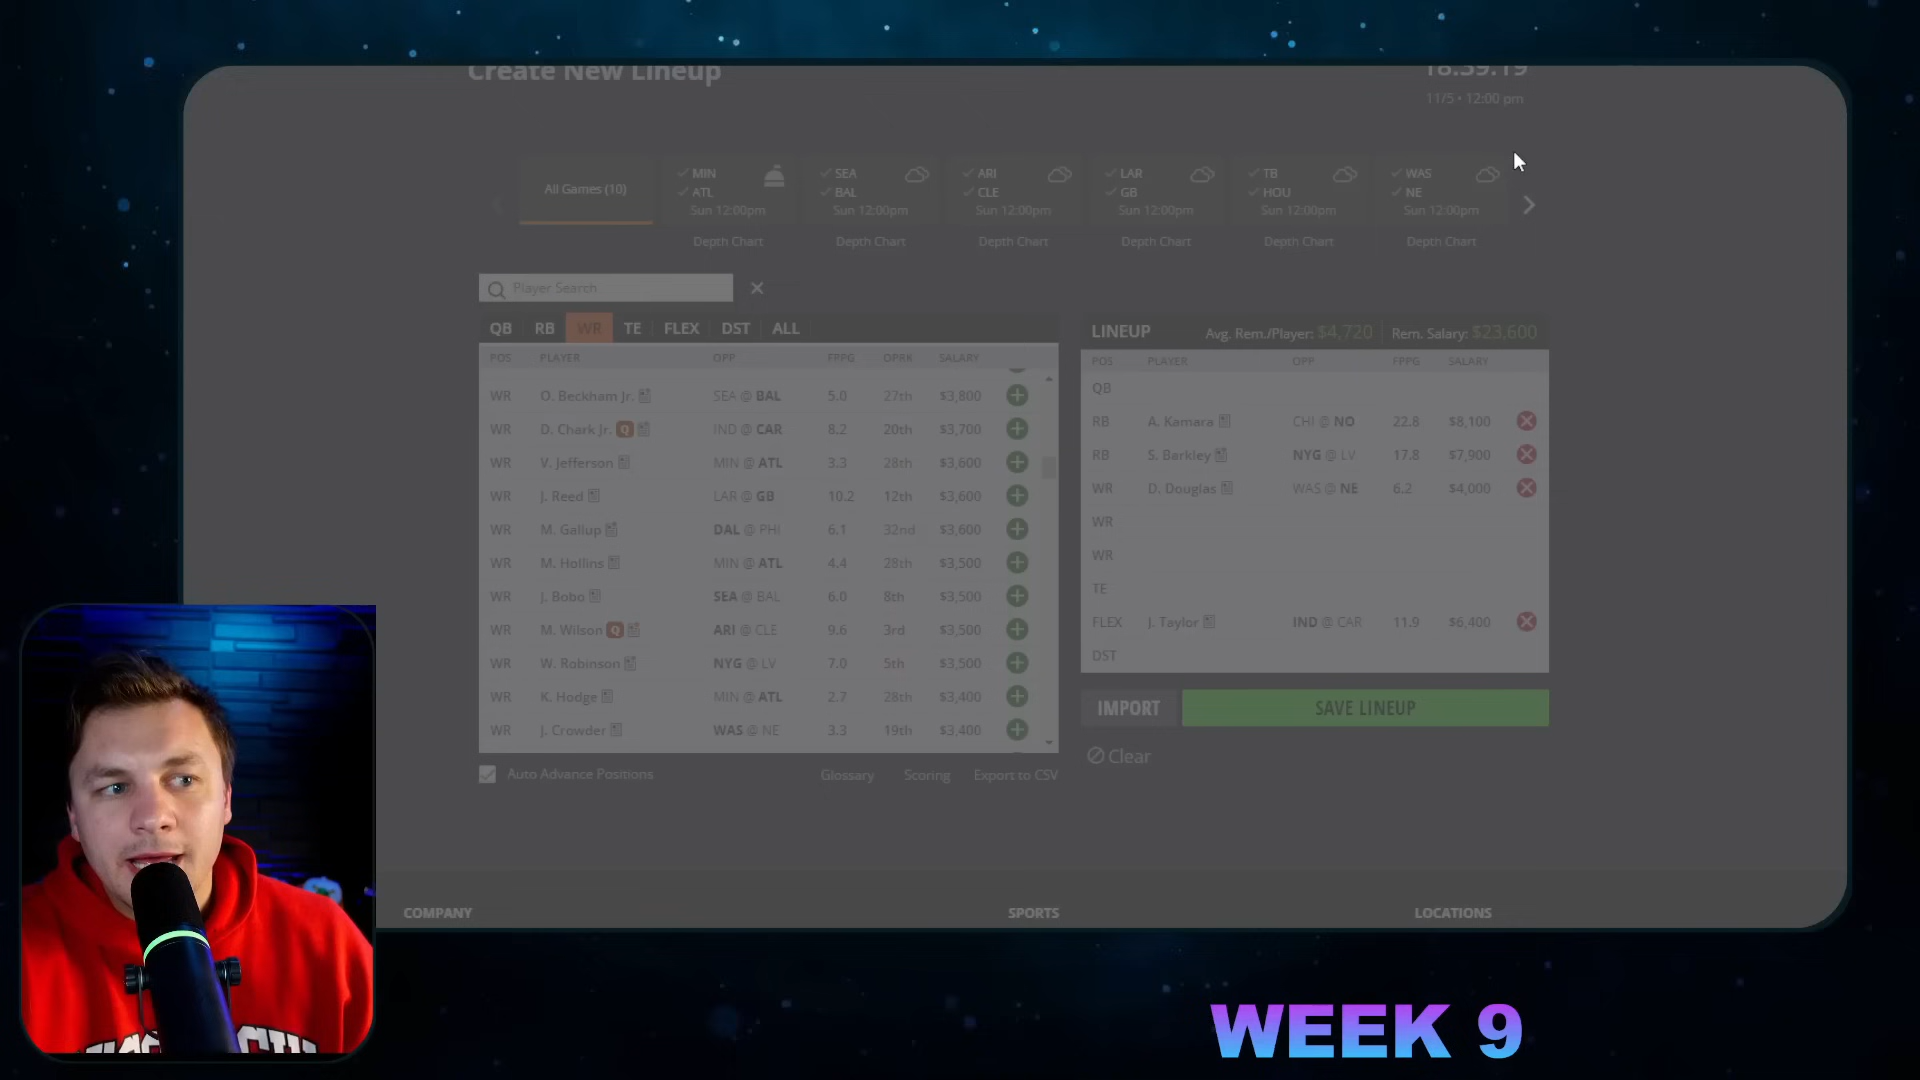 Create New Lineup
18:39:19
11/5 • 12:00 pm
All Games (10)
MIN
ATL
Sun 12:00pm
Depth Chart
SEA
BAL
Sun 12:00pm
Depth Chart
ARI
CLE
Sun 12:00pm
Depth Chart
LAR
GB
Sun 12:00pm
Depth Chart
TB
HOU
Sun 12:00pm
Depth Chart
WAS
NE
Sun 12:00pm
Depth Chart
Player Search
QB RB WR TE FLEX DST ALL
POS PLAYER OPP FPPG OPRK SALARY
WR O. Beckham Jr. SEA @ BAL 5.0 27th $3,800
WR D. Chark Jr. Q IND @ CAR 8.2 20th $3,700
WR V. Jefferson MIN @ ATL 3.3 28th $3,600
WR J. Reed LAR @ GB 10.2 12th $3,600
WR M. Gallup DAL @ PHI 6.1 32nd $3,600
WR M. Hollins MIN @ ATL 4.4 28th $3,500
WR J. Bobo SEA @ BAL 6.0 8th $3,500
WR M. Wilson Q ARI @ CLE 9.6 3rd $3,500
WR W. Robinson NYG @ LV 7.0 5th $3,500
WR K. Hodge MIN @ ATL 2.7 28th $3,400
WR J. Crowder WAS @ NE 3.3 19th $3,400
Auto Advance Positions
Glossary Scoring Export to CSV
LINEUP Avg. Rem./Player: $4,720 Rem. Salary: $23,600
POS PLAYER OPP FPPG SALARY
QB
RB A. Kamara CHI @ NO 22.8 $8,100
RB S. Barkley NYG @ LV 17.8 $7,900
WR D. Douglas WAS @ NE 6.2 $4,000
WR
WR
TE
FLEX J. Taylor IND @ CAR 11.9 $6,400
DST
IMPORT SAVE LINEUP
Clear
COMPANY SPORTS LOCATIONS
WEEK 9